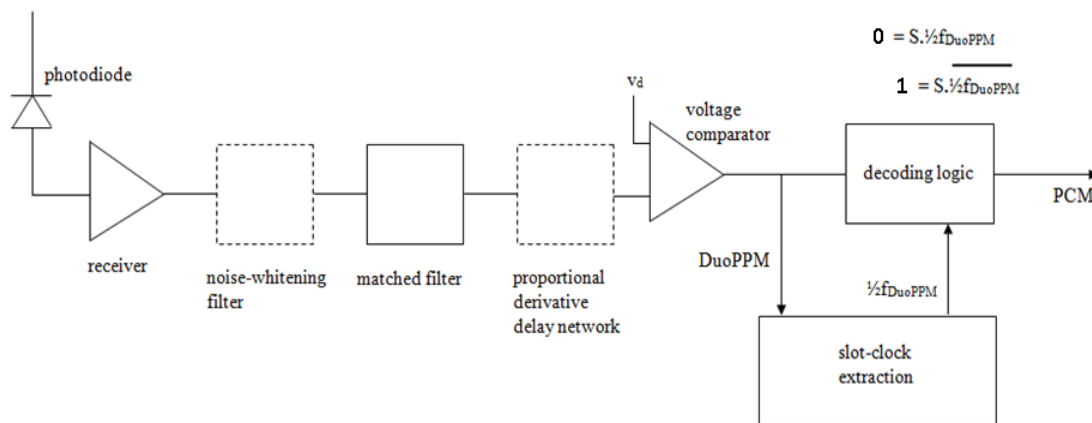 0 = S.½fDuoPPM
1 = S.½fDuoPPM
photodiode
vd
voltage
comparator
decoding logic
PCM
receiver
noise-whitening
filter
matched filter
proportional
derivative
delay network
DuoPPM
½fDuoPPM
slot-clock
extraction